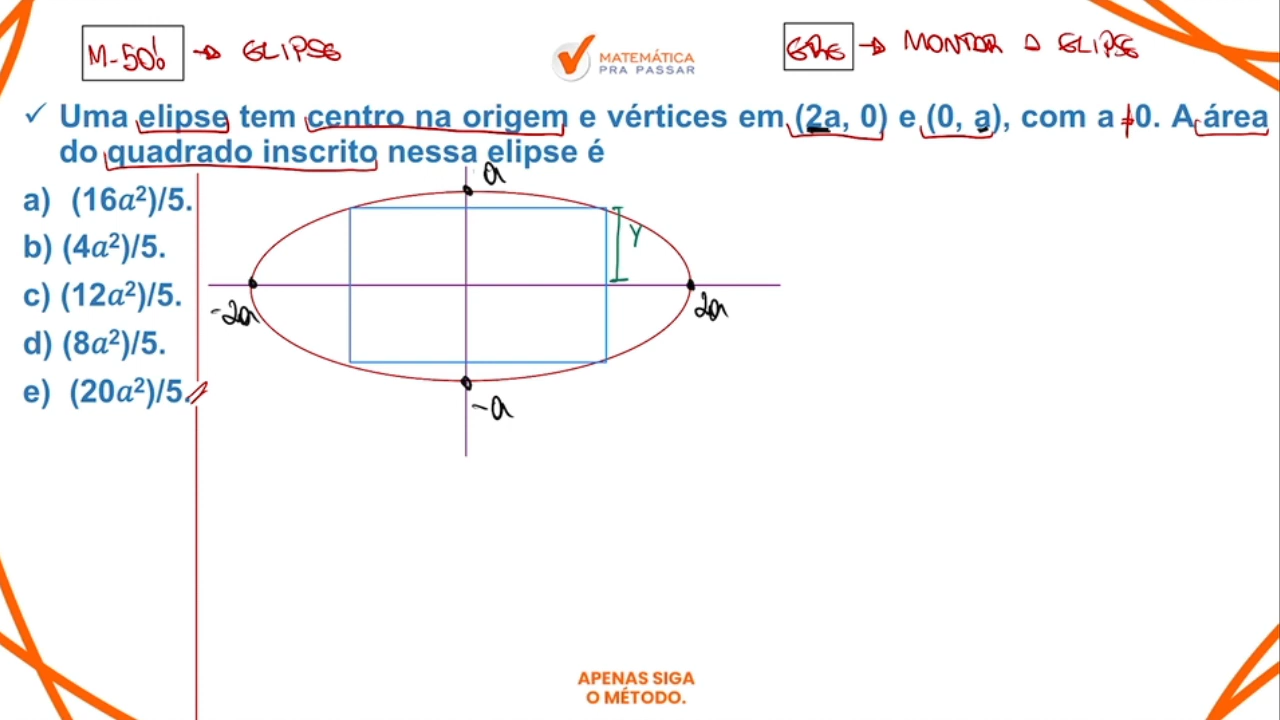 M-50! → ELIPSE
MATEMÁTICA
PRA PASSAR
→ MONTAR A ELIPSE
✓ Uma elipse tem centro na origem e vértices em (2a, 0) e (0, a), com a ≠ 0. A área
do quadrado inscrito nessa elipse é
a) (16a²)/5.
b) (4a²)/5.
c) (12a²)/5.
d) (8a²)/5.
e) (20a²)/5.
a
Y
-2a
2a
-a
APENAS SIGA
O MÉTODO.